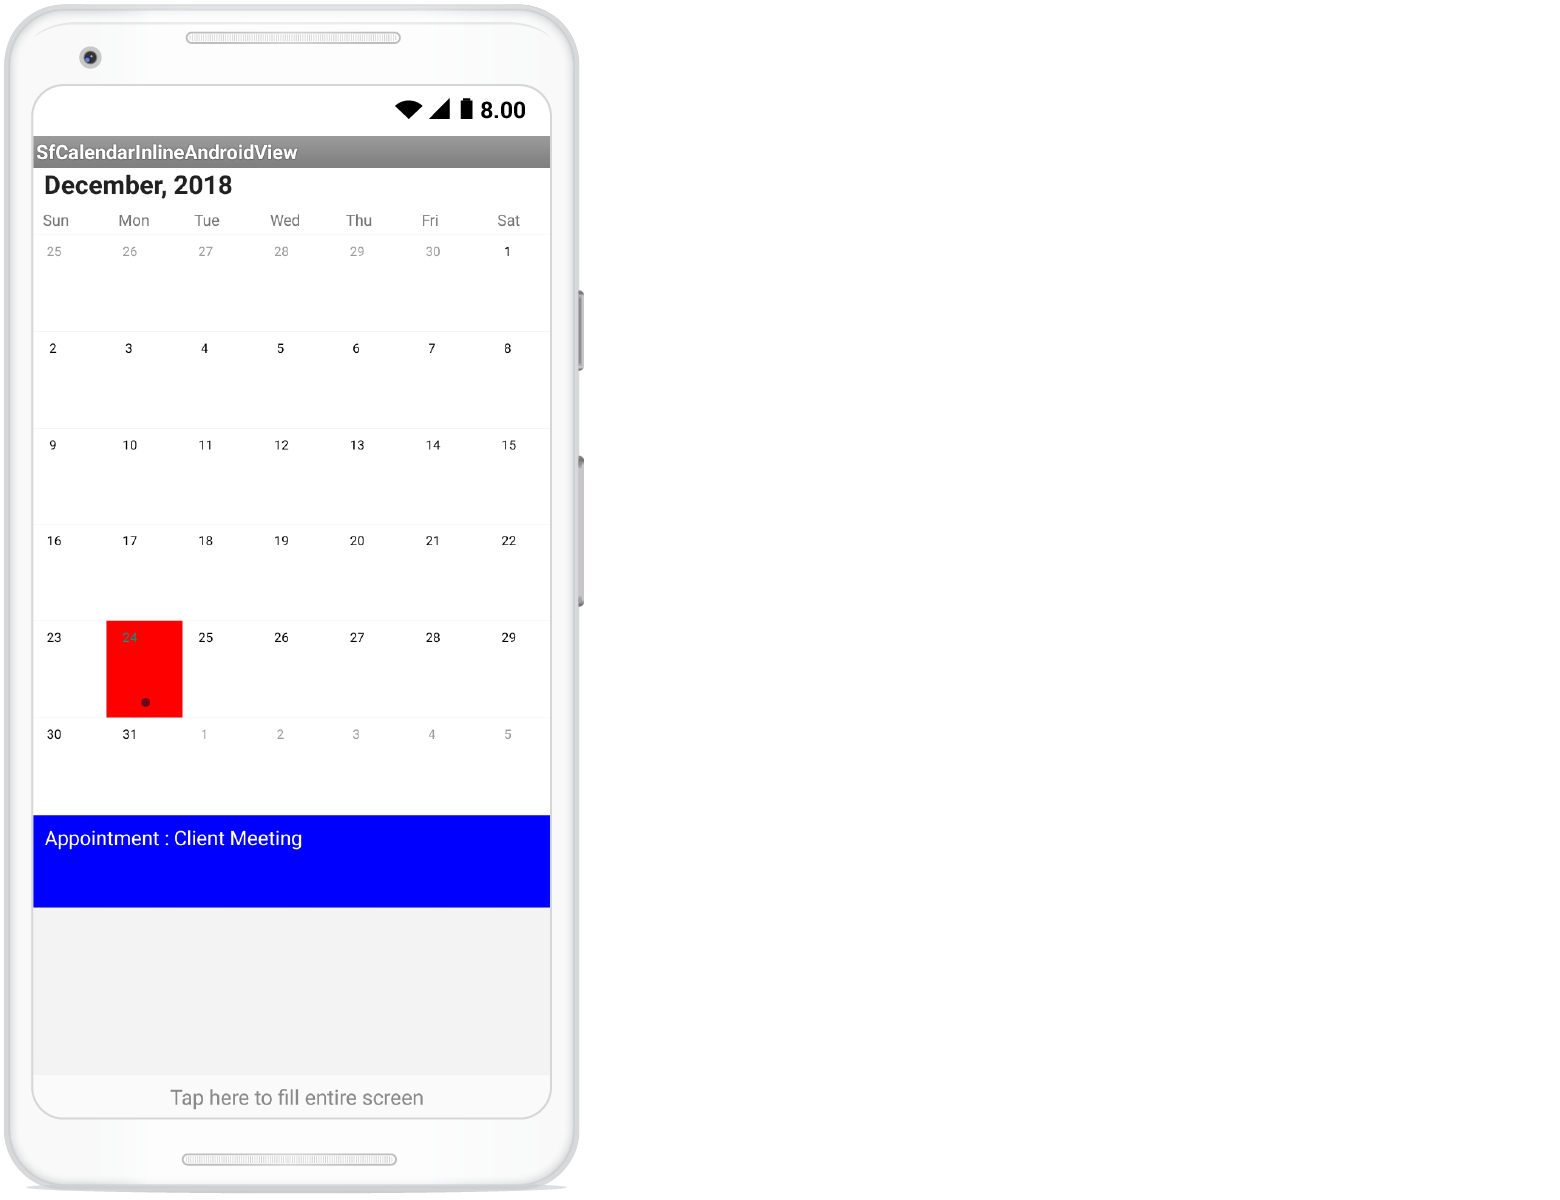 8.00
SfCalendarInlineAndroidView
December, 2018
Sun Mon Tue Wed Thu Fri Sat
25 26 27 28 29 30 1
2 3 4 5 6 7 8
9 10 11 12 13 14 15
16 17 18 19 20 21 22
23 24 25 26 27 28 29
30 31 1 2 3 4 5
Appointment : Client Meeting
Tap here to fill entire screen